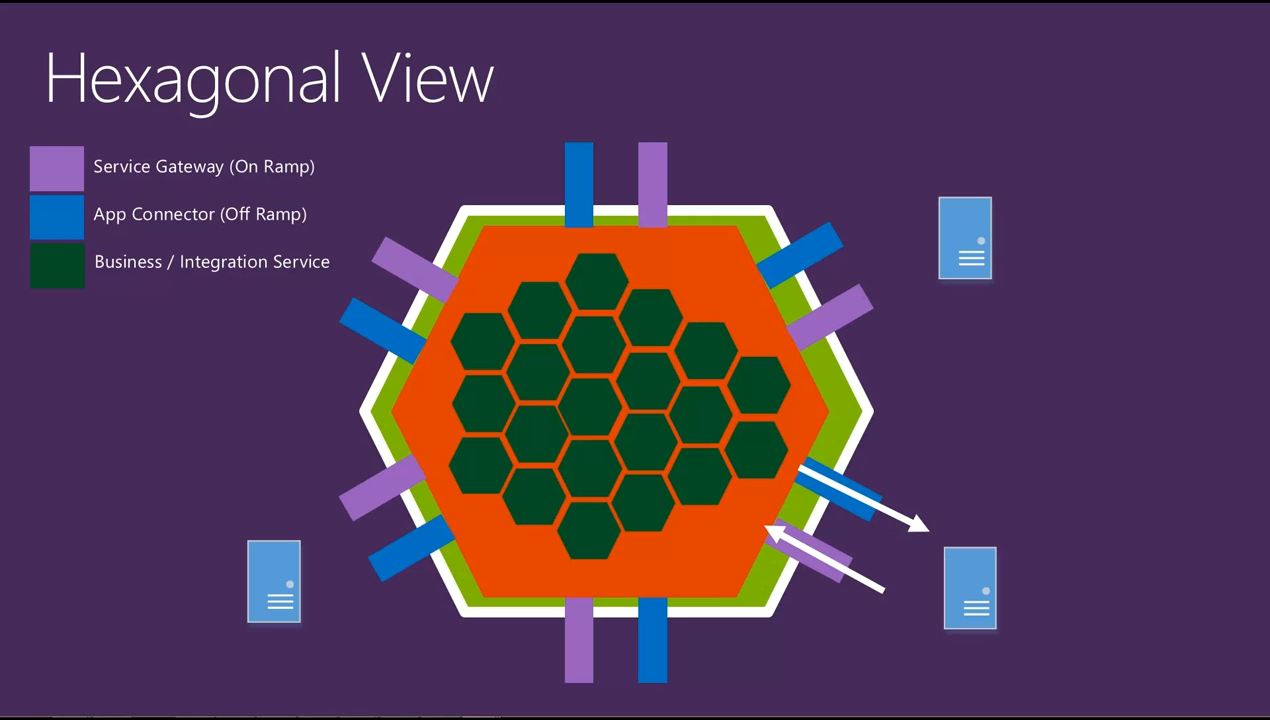 Hexagonal View
Service Gateway (On Ramp)
App Connector (Off Ramp)
Business / Integration Service